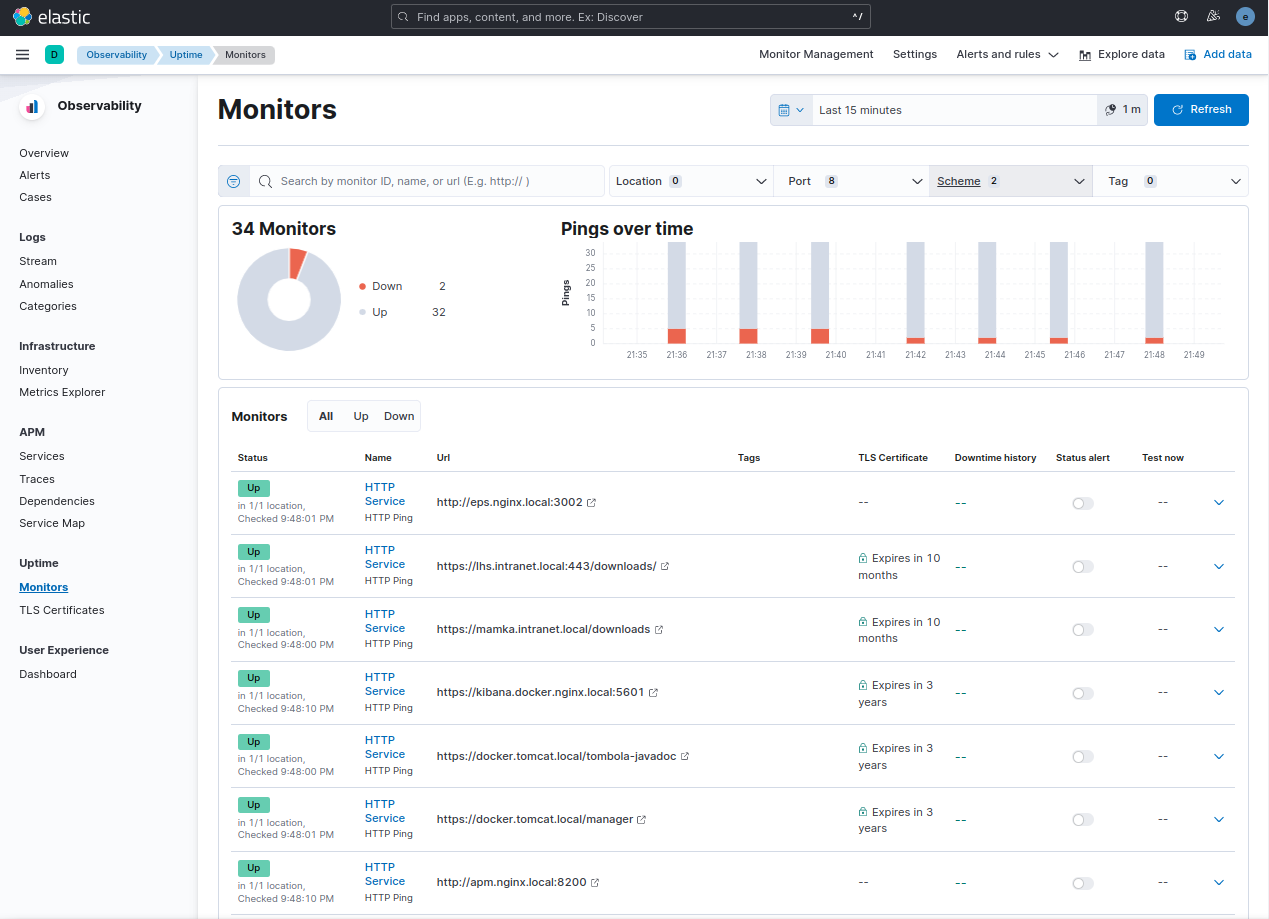 elastic
Find apps, content, and more. Ex: Discover
^/
e
D
Observability
Uptime
Monitors
Monitor Management
Settings
Alerts and rules
Explore data
Add data
Observability
Overview
Alerts
Cases
Logs
Stream
Anomalies
Categories
Infrastructure
Inventory
Metrics Explorer
APM
Services
Traces
Dependencies
Service Map
Uptime
Monitors
TLS Certificates
User Experience
Dashboard
Monitors
Last 15 minutes
1 m
Refresh
Search by monitor ID, name, or url (E.g. http:// )
Location 0
Port 8
Scheme 2
Tag 0
34 Monitors
Down 2
Up 32
Pings over time
Pings
30
25
20
15
10
5
0
21:35 21:36 21:37 21:38 21:39 21:40 21:41 21:42 21:43 21:44 21:45 21:46 21:47 21:48 21:49
Monitors
All Up Down
Status Name Url Tags TLS Certificate Downtime history Status alert Test now
Up
in 1/1 location,
Checked 9:48:01 PM
HTTP
Service
HTTP Ping
http://eps.nginx.local:3002
-- -- --
Up
in 1/1 location,
Checked 9:48:01 PM
HTTP
Service
HTTP Ping
https://lhs.intranet.local:443/downloads/
Expires in 10
months
-- --
Up
in 1/1 location,
Checked 9:48:00 PM
HTTP
Service
HTTP Ping
https://mamka.intranet.local/downloads
Expires in 10
months
-- --
Up
in 1/1 location,
Checked 9:48:10 PM
HTTP
Service
HTTP Ping
https://kibana.docker.nginx.local:5601
Expires in 3
years
-- --
Up
in 1/1 location,
Checked 9:48:00 PM
HTTP
Service
HTTP Ping
https://docker.tomcat.local/tombola-javadoc
Expires in 3
years
-- --
Up
in 1/1 location,
Checked 9:48:01 PM
HTTP
Service
HTTP Ping
https://docker.tomcat.local/manager
Expires in 3
years
-- --
Up
in 1/1 location,
Checked 9:48:10 PM
HTTP
Service
HTTP Ping
http://apm.nginx.local:8200
-- -- --